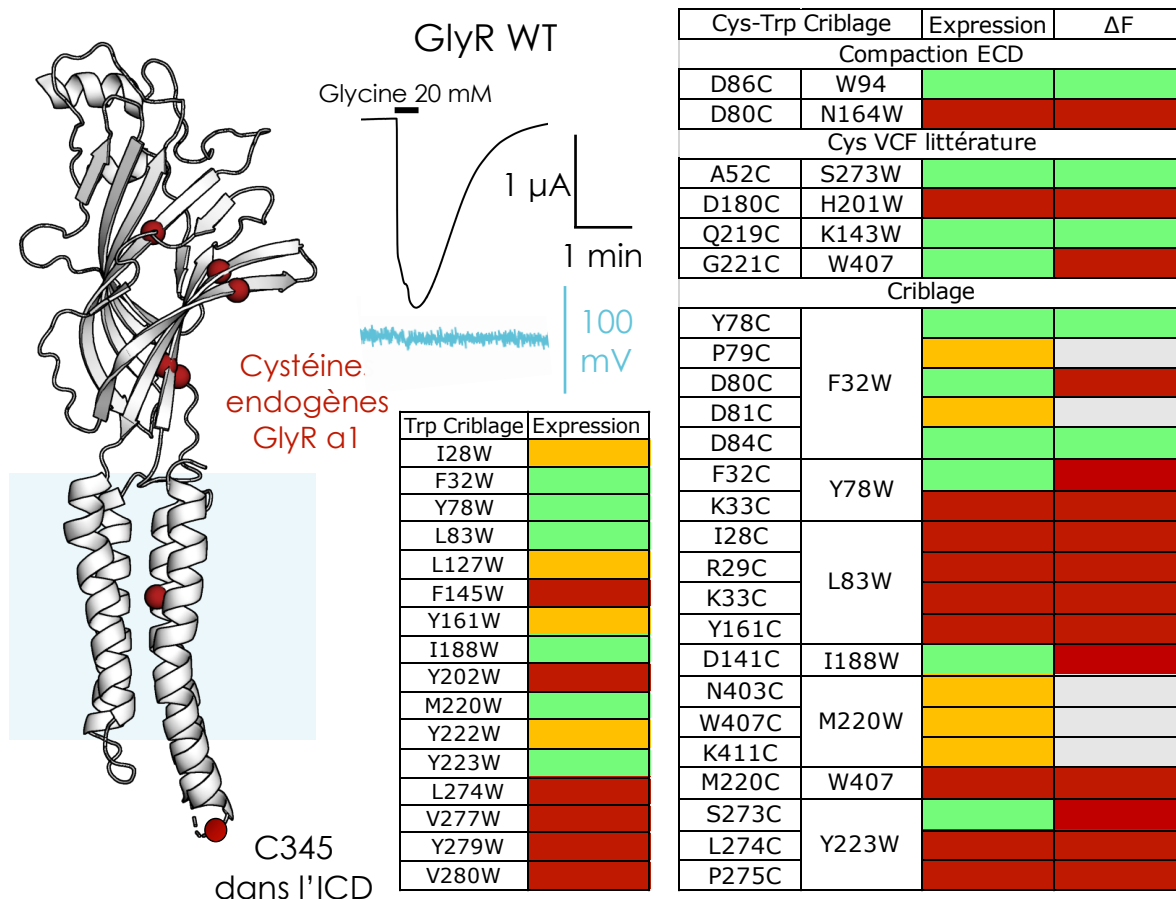 GlyR WT
Glycine 20 mM
1 µA
1 min
100
mV
Cystéine
endogènes
GlyR α1
C345
dans l'ICD
Trp Criblage Expression
I28W
F32W
Y78W
L83W
L127W
F145W
Y161W
I188W
Y202W
M220W
Y222W
Y223W
L274W
V277W
Y279W
V280W
Cys-Trp Criblage Expression ΔF
Compaction ECD
D86C W94
D80C N164W
Cys VCF littérature
A52C S273W
D180C H201W
Q219C K143W
G221C W407
Criblage
Y78C
P79C
D80C F32W
D81C
D84C
F32C Y78W
K33C
I28C
R29C L83W
K33C
Y161C
D141C I188W
N403C
W407C M220W
K411C
M220C W407
S273C
L274C Y223W
P275C